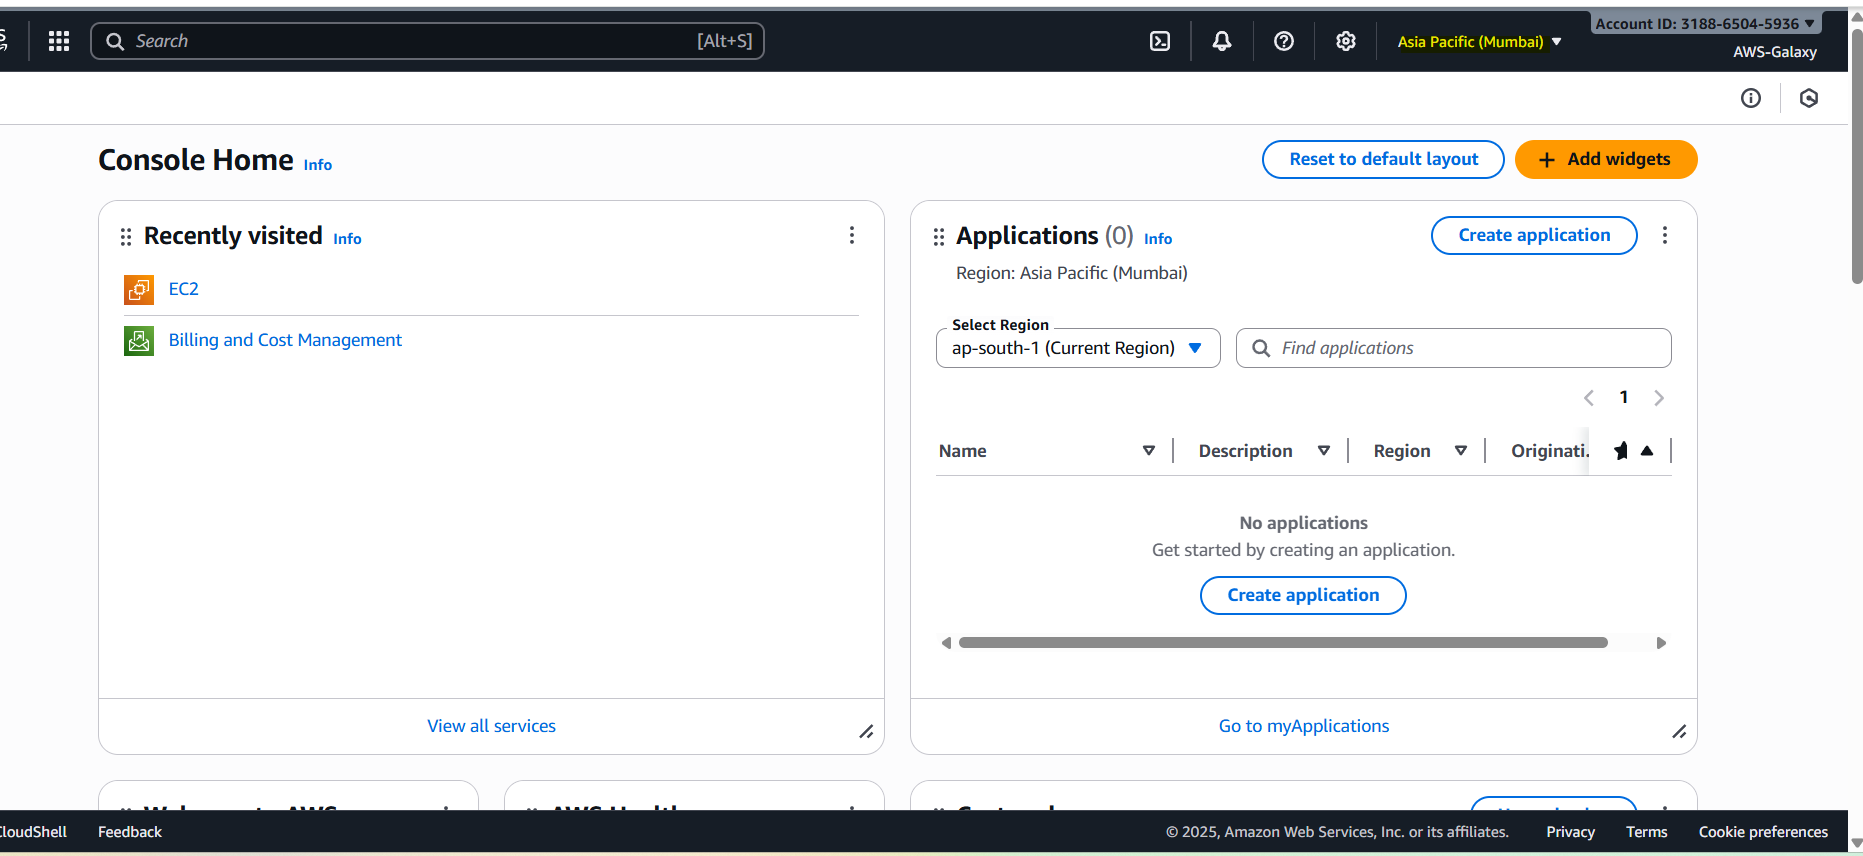 Search [Alt+S]
Asia Pacific (Mumbai)
Account ID: 3188-6504-5936
AWS-Galaxy
Console Home Info
Reset to default layout
Add widgets
Recently visited Info
EC2
Billing and Cost Management
View all services
Applications (0) Info
Create application
Region: Asia Pacific (Mumbai)
Select Region
ap-south-1 (Current Region)
Find applications
1
Name Description Region Originati.
No applications
Get started by creating an application.
Create application
Go to myApplications
CloudShell Feedback
© 2025, Amazon Web Services, Inc. or its affiliates. Privacy Terms Cookie preferences